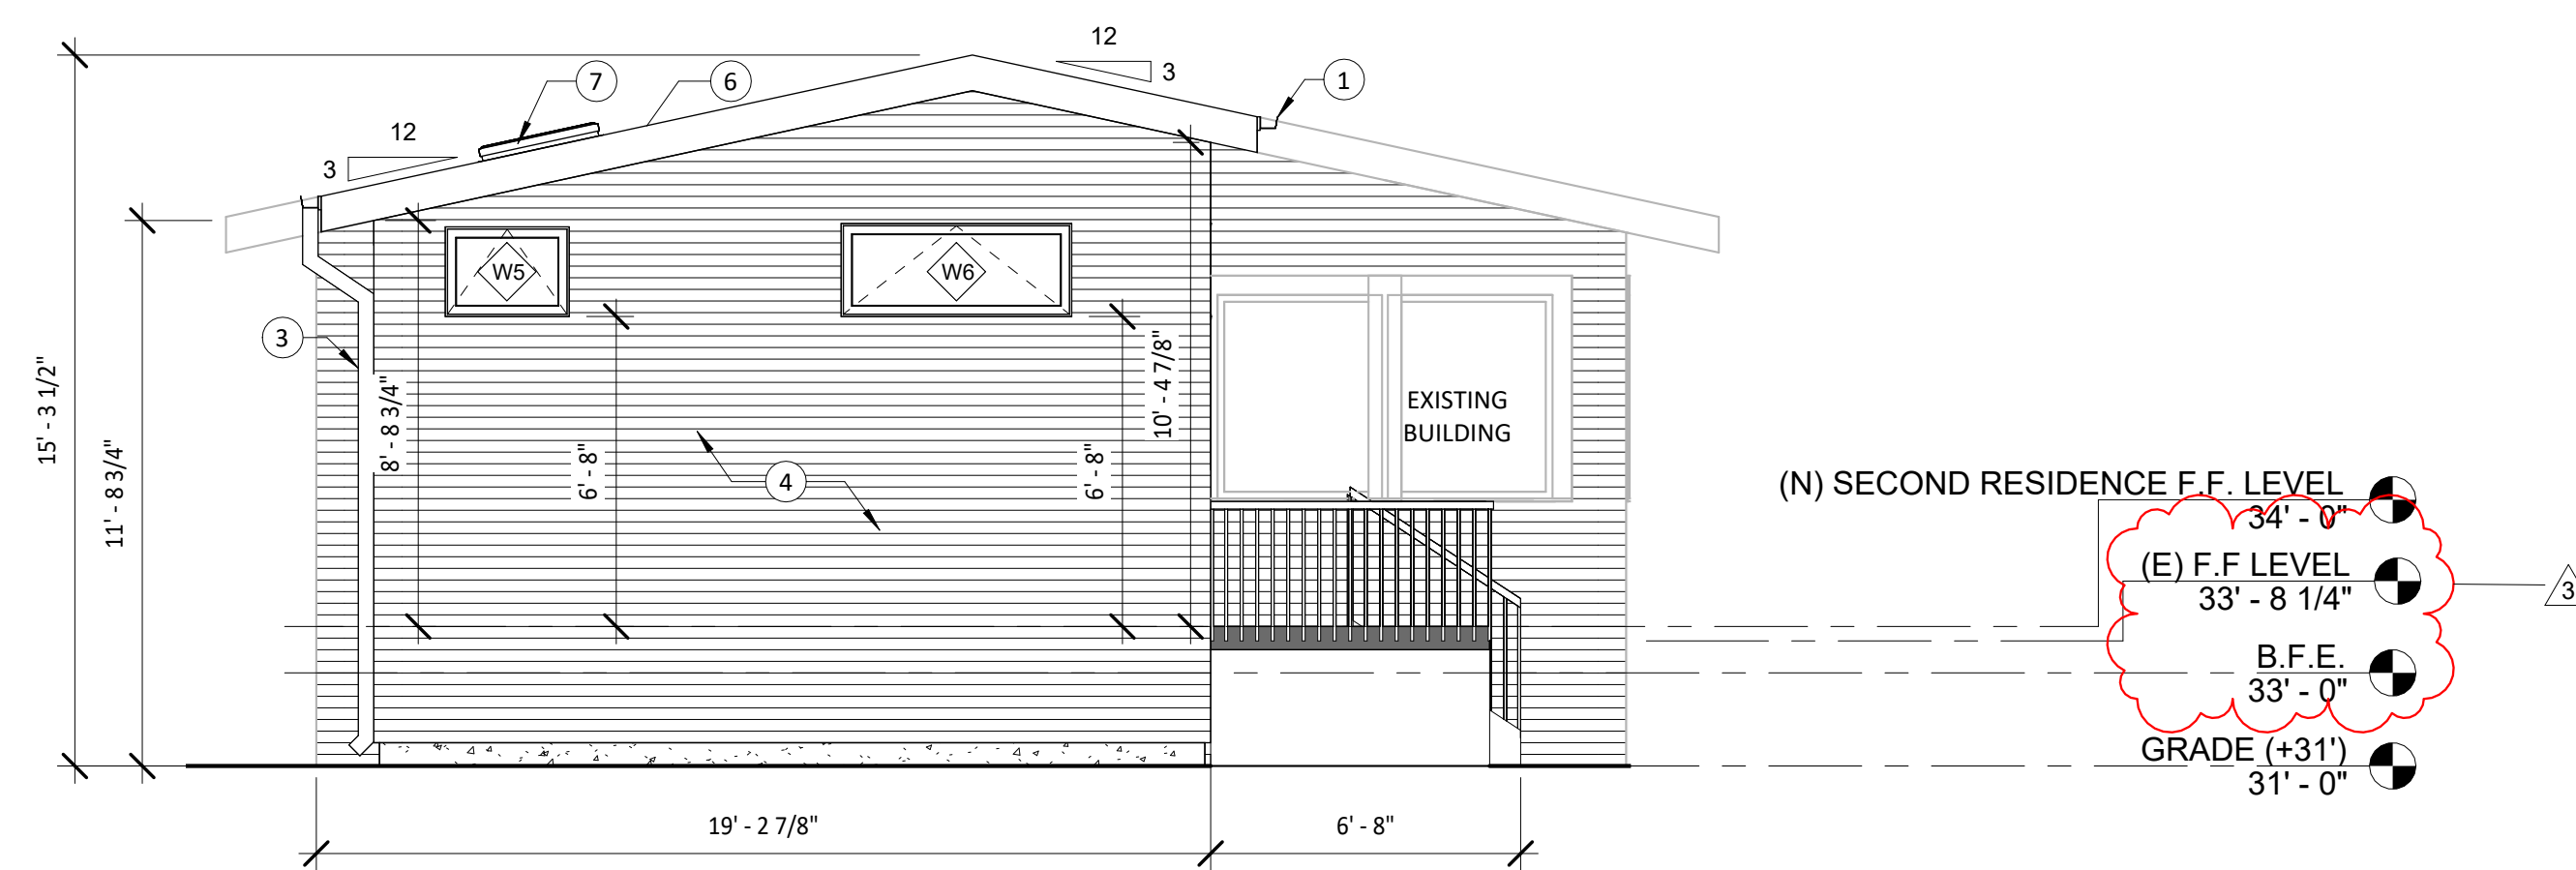 12
3
1
7
6
12
3
W5
W6
3
15' - 3 1/2"
11' - 8 3/4"
8' - 8 3/4"
6' - 8"
6' - 8"
10' - 4 7/8"
4
EXISTING
BUILDING
(N) SECOND RESIDENCE F.F. LEVEL
34' - 0"
(E) F.F LEVEL
33' - 8 1/4"
3
B.F.E.
33' - 0"
GRADE (+31')
31' - 0"
19' - 2 7/8"
6' - 8"